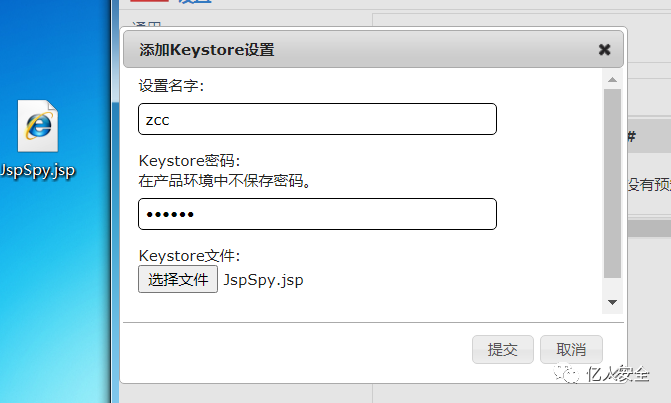 通用
添加Keystore设置
设置名字:
zcc
Keystore密码:
在产品环境中不保存密码。
••••••
Keystore文件:
选择文件 JspSpy.jsp
提交 取消
JspSpy.jsp
#
没有预
亿人安全